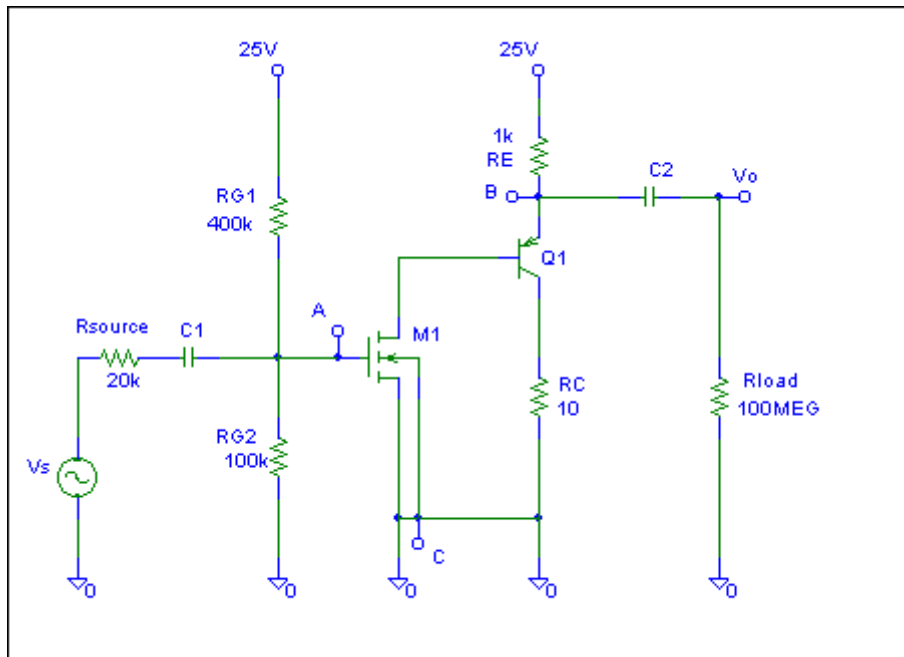 25V
25V
1k
RE
C2
Vo
B
RG1
400k
Q1
A
M1
Rsource
C1
20k
RC
10
Rload
100MEG
RG2
100k
Vs
C
0
0
0
0
0